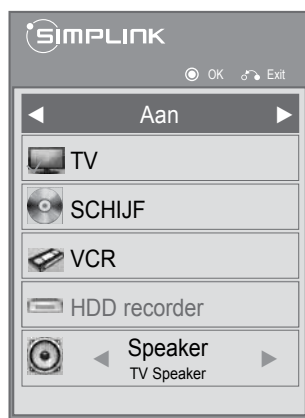 SIMPLINK
OK Exit
Aan
TV
SCHIJF
VCR
HDD recorder
Speaker
TV Speaker